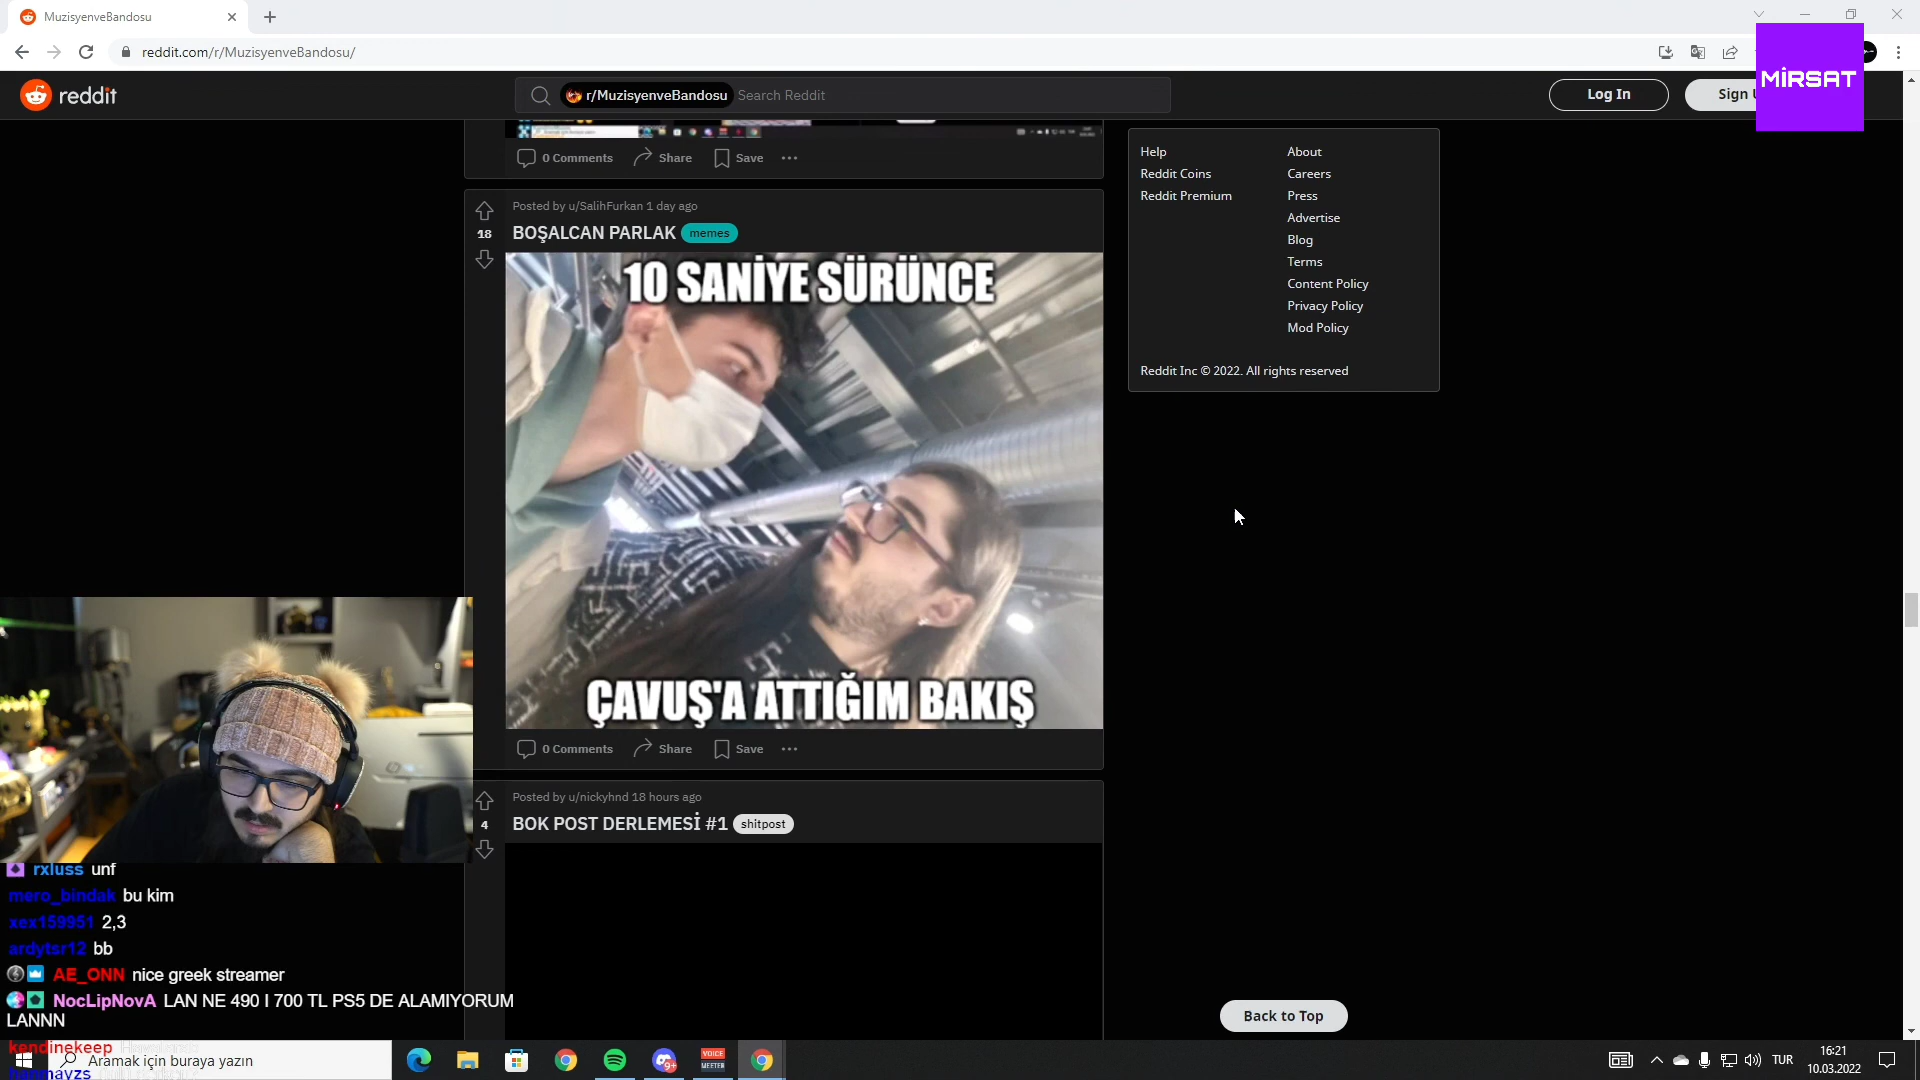 MuzisyenveBandosu
reddit.com/r/MuzisyenveBandosu/
reddit
r/MuzisyenveBandosu Search Reddit
Log In
Sign U
MİRSAT
0 Comments Share Save
Help
Reddit Coins
Reddit Premium
About
Careers
Press
Advertise
Blog
Terms
Content Policy
Privacy Policy
Mod Policy
Reddit Inc © 2022. All rights reserved
Posted by u/SalihFurkan 1 day ago
18
BOŞALCAN PARLAK memes
10 SANİYE SÜRÜNCE
ÇAVUŞ'A ATTIĞIM BAKIŞ
0 Comments Share Save
Posted by u/nickyhnd 18 hours ago
4
BOK POST DERLEMESİ #1 shitpost
rxluss unf
mero_bindak bu kim
xex159951 2,3
ardytsr12 bb
AE_ONN nice greek streamer
NocLipNovA LAN NE 490 I 700 TL PS5 DE ALAMIYORUM
LANNN
kendinekeep
Aramak için buraya yazın
Back to Top
9+
VOICE
MEETER
TUR
16:21
10.03.2022